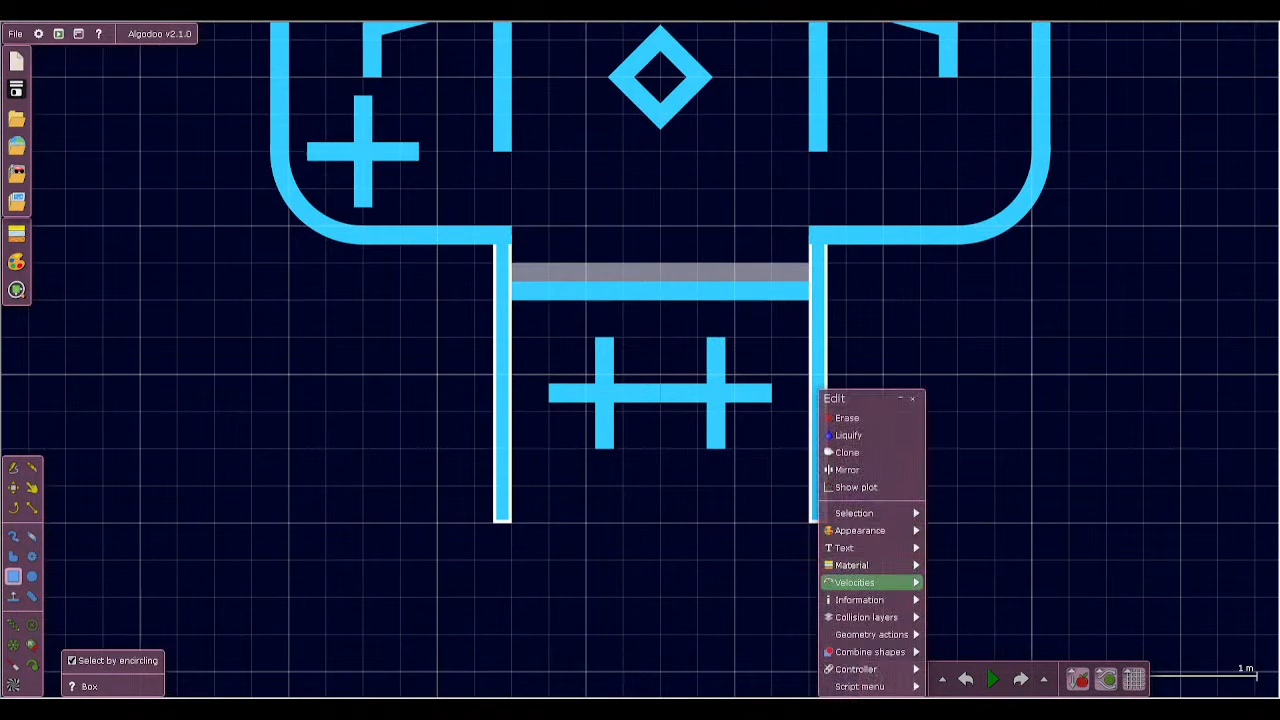 File
?
Algodoo v2.1.0
Edit
Erase
Liquify
Clone
Mirror
Show plot
Selection
Appearance
Text
Material
Velocities
Information
Collision layers
Geometry actions
Combine shapes
Controller
Script menu
Select by encircling
? Box
1 m